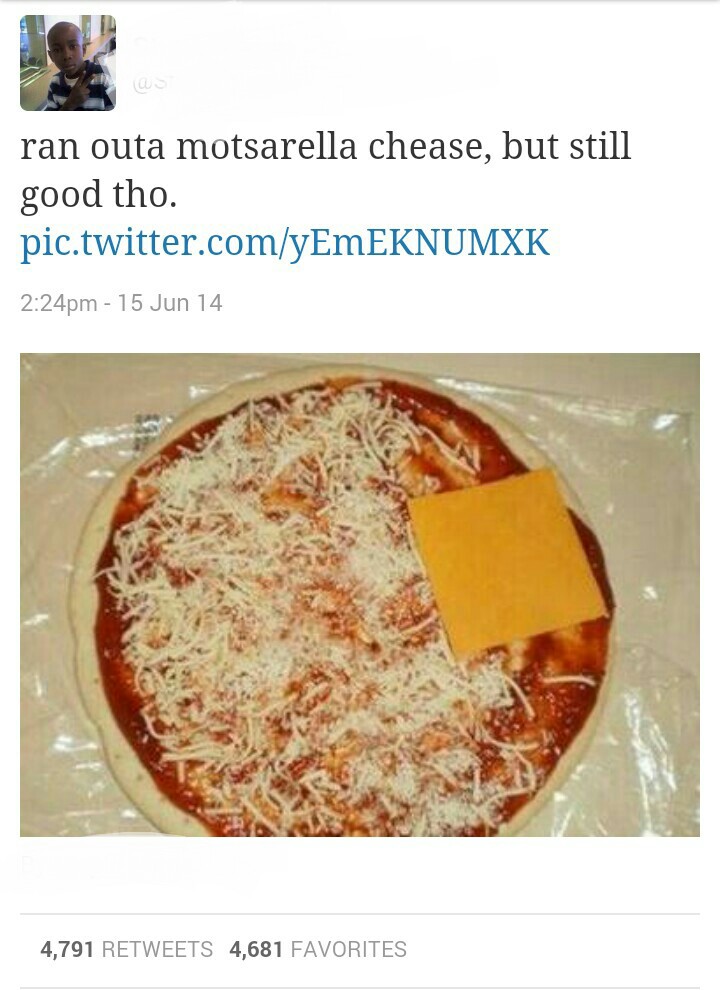 @S
ran outa motsarella chease, but still
good tho.
pic.twitter.com/yEmEKNUMXK
2:24pm - 15 Jun 14
4,791 RETWEETS 4,681 FAVORITES